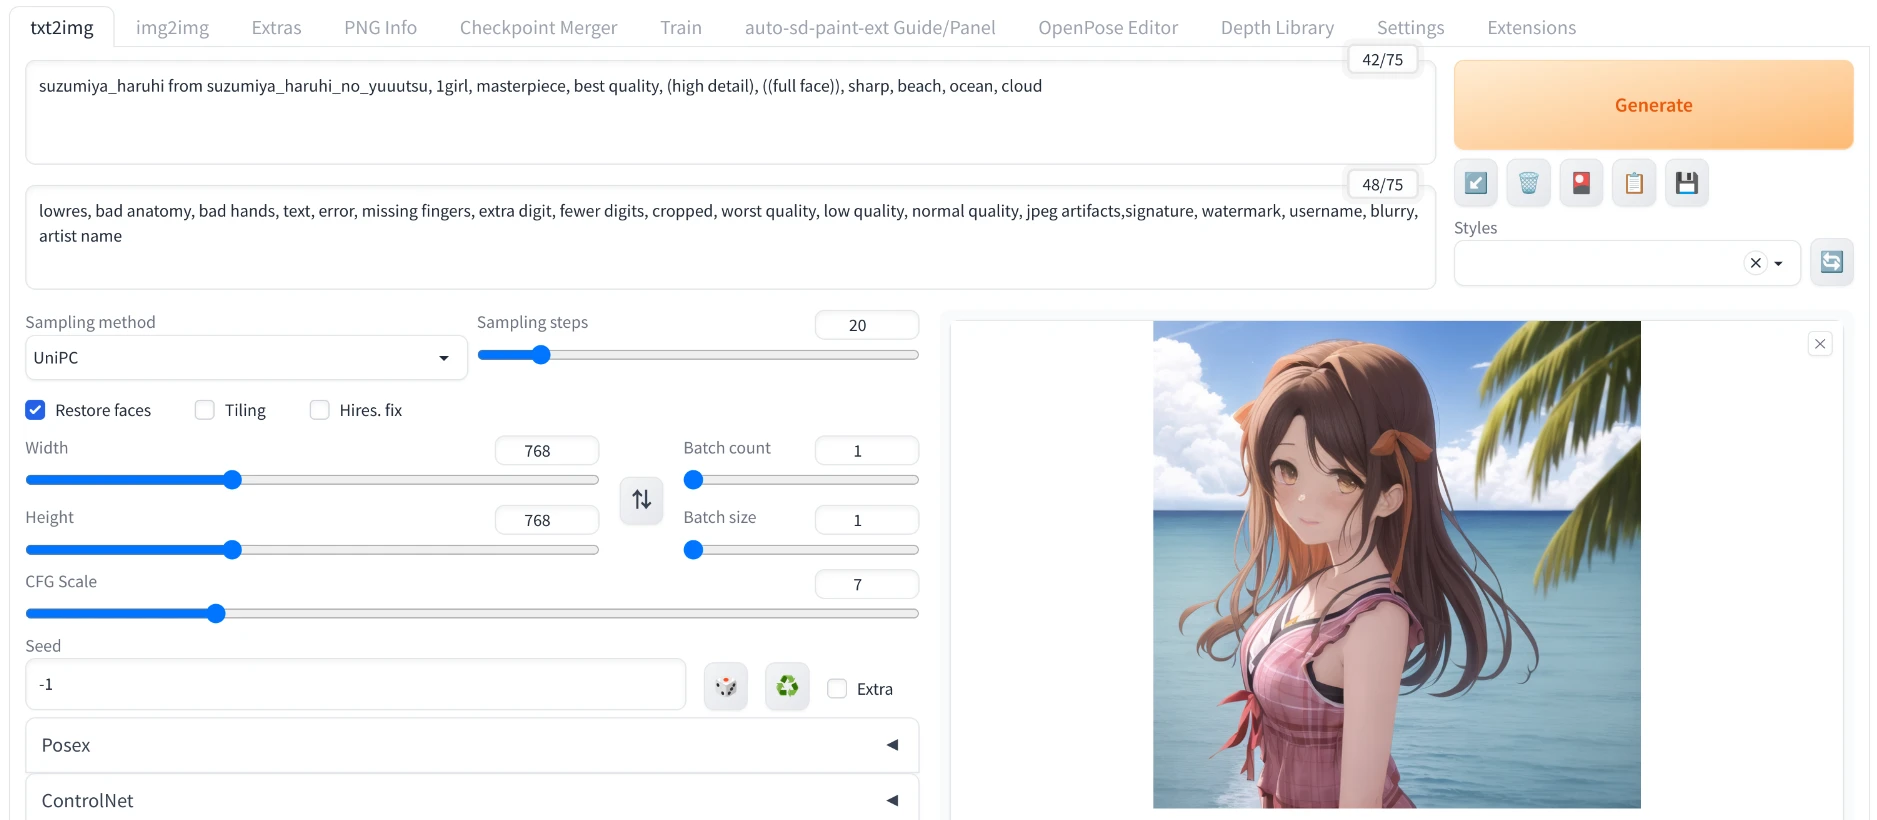 txt2img img2img Extras PNG Info Checkpoint Merger Train auto-sd-paint-ext Guide/Panel OpenPose Editor Depth Library Settings Extensions
42/75
suzumiya_haruhi from suzumiya_haruhi_no_yuuutsu, 1girl, masterpiece, best quality, (high detail), ((full face)), sharp, beach, ocean, cloud
Generate
48/75
lowres, bad anatomy, bad hands, text, error, missing fingers, extra digit, fewer digits, cropped, worst quality, low quality, normal quality, jpeg artifacts,signature, watermark, username, blurry,
artist name
Styles
Sampling method
UniPC
Sampling steps
20
Restore faces
Tiling
Hires. fix
Width
768
Batch count
1
Height
768
Batch size
1
CFG Scale
7
Seed
-1
Extra
Posex
ControlNet